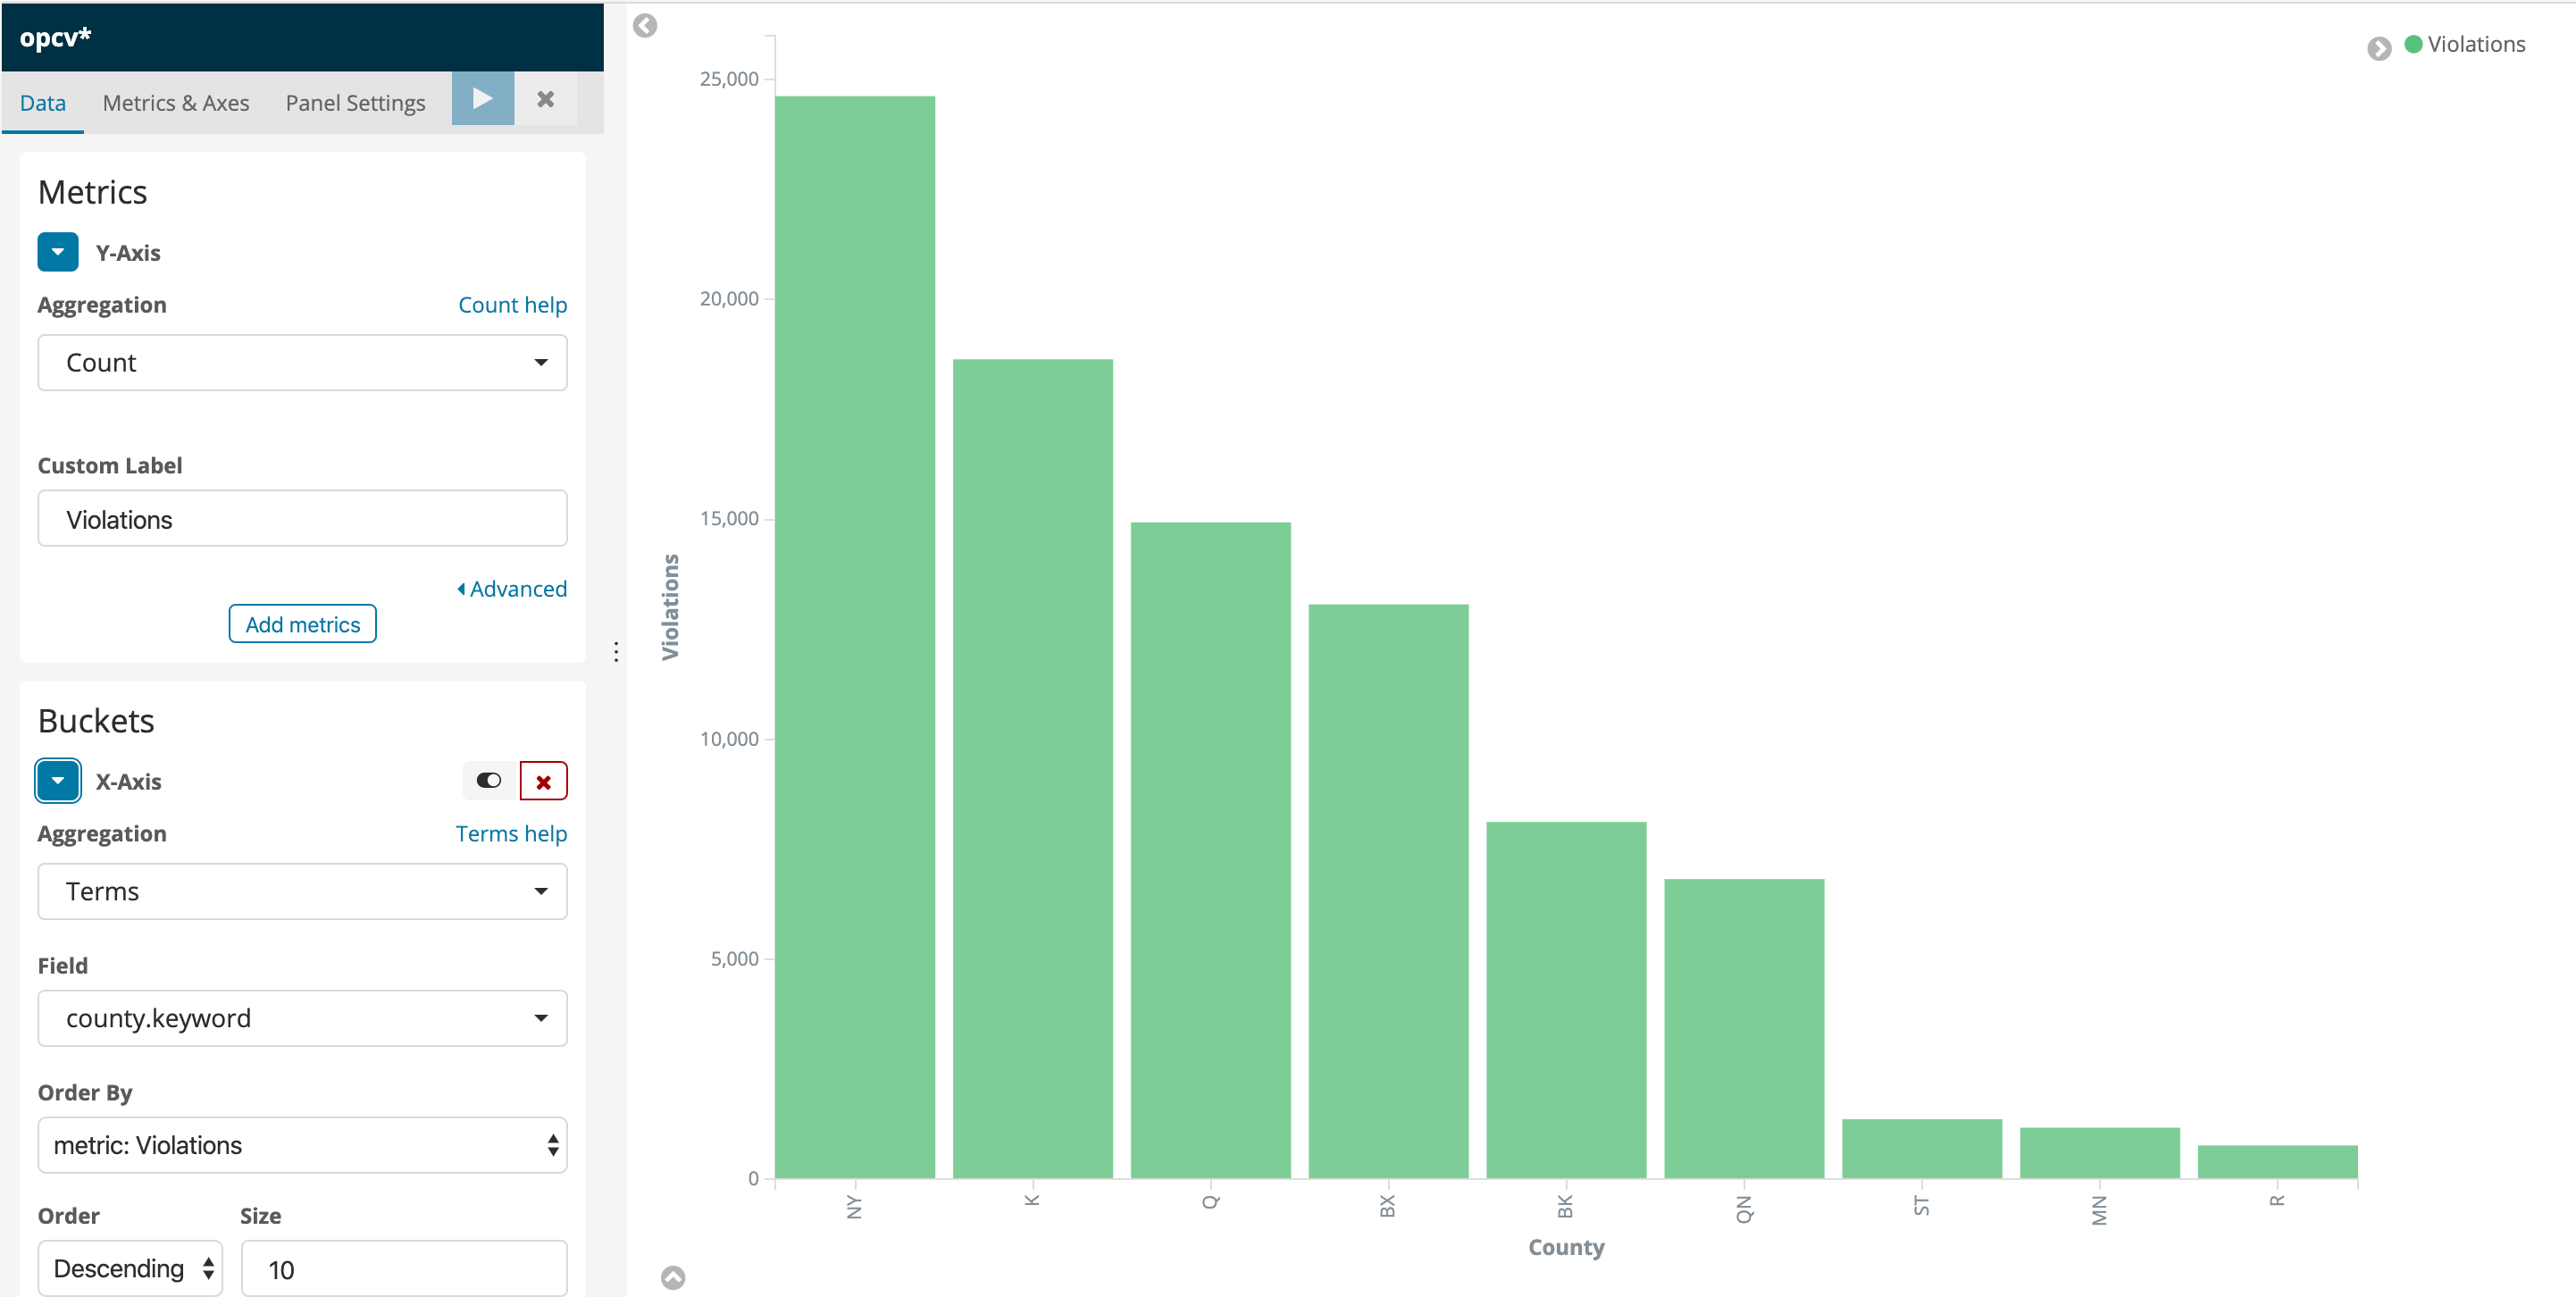 opcv*
Data Metrics & Axes Panel Settings
Metrics
Y-Axis
Aggregation Count help
Count
Custom Label
Violations
Advanced
Add metrics
Buckets
X-Axis
Aggregation Terms help
Terms
Field
county.keyword
Order By
metric: Violations
Order Size
Descending 10
Violations
25,000
20,000
15,000
10,000
5,000
0
Violations
NY K Q BX BK QN ST MN R
County